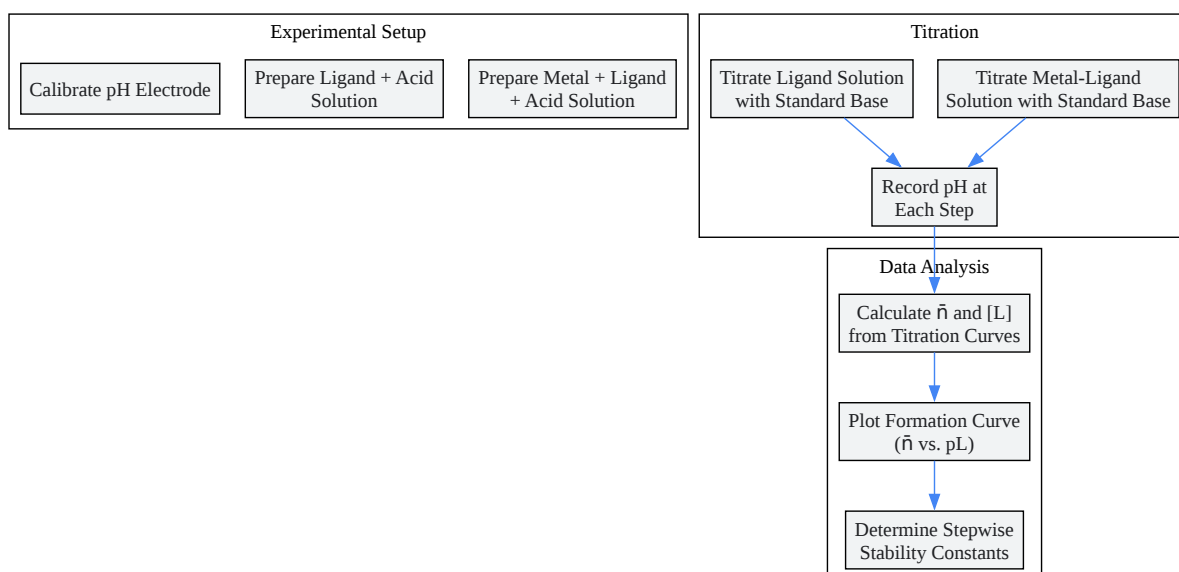 Experimental Setup
Calibrate pH Electrode
Prepare Ligand + Acid
Solution
Prepare Metal + Ligand
+ Acid Solution
Titration
Titrate Ligand Solution
with Standard Base
Titrate Metal-Ligand
Solution with Standard Base
Record pH at
Each Step
Data Analysis
Calculate n̄ and [L]
from Titration Curves
Plot Formation Curve
(n̄ vs. pL)
Determine Stepwise
Stability Constants